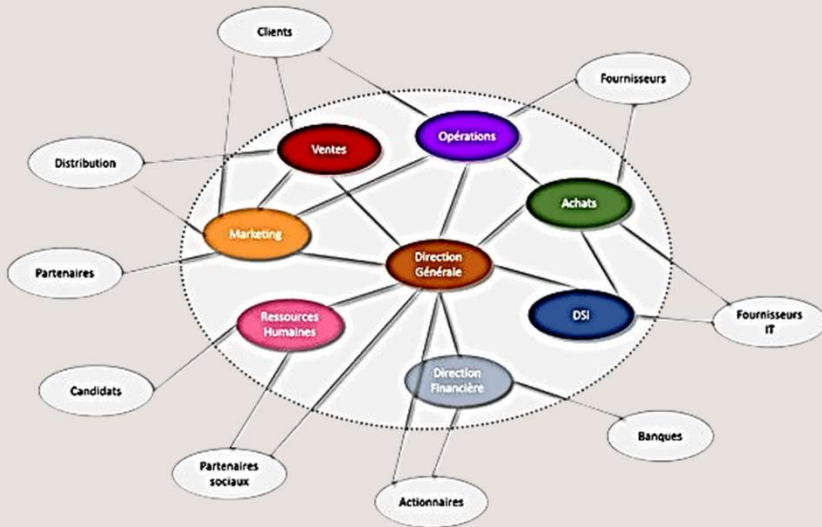 Clients
Fournisseurs
Opérations
Ventes
Distribution
Achats
Marketing
Direction
Générale
Partenaires
Ressources
Humaines
DSI
Fournisseurs
IT
Direction
Financière
Candidats
Banques
Partenaires
sociaux
Actionnaires